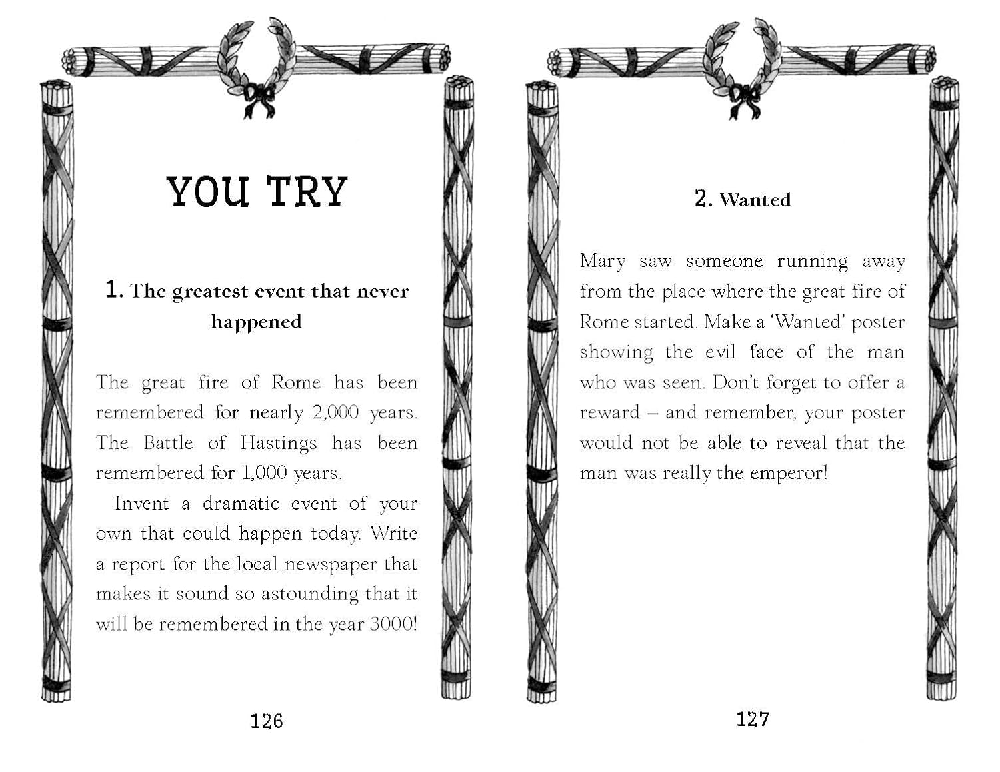 YOU TRY
1. The greatest event that never
happened
The great fire of Rome has been
remembered for nearly 2,000 years.
The Battle of Hastings has been
remembered for 1,000 years.
Invent a dramatic event of your
own that could happen today. Write
a report for the local newspaper that
makes it sound so astounding that it
will be remembered in the year 3000!
126
2. Wanted
Mary saw someone running away
from the place where the great fire of
Rome started. Make a ‘Wanted’ poster
showing the evil face of the man
who was seen. Don’t forget to offer a
reward – and remember, your poster
would not be able to reveal that the
man was really the emperor!
127